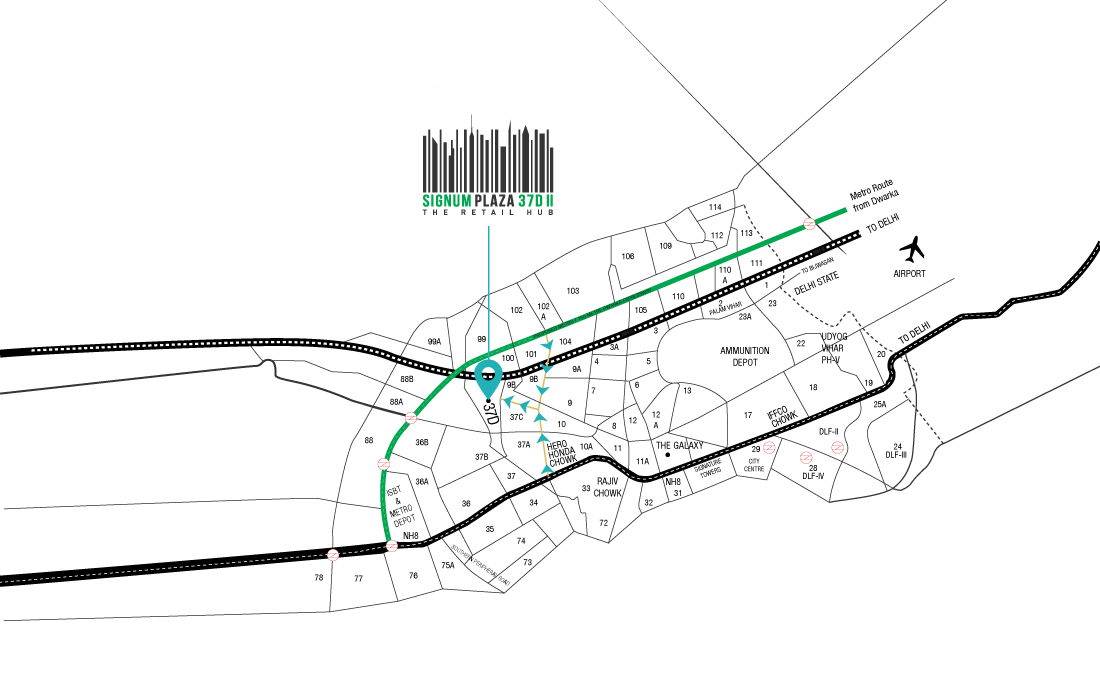 SIGNUM PLAZA 37D II
THE RETAIL HUB
Metro Route
from Dwarka
TO DELHI
AIRPORT
TO BIJWASAN
DELHI STATE
114
113
112
111
110
A
109
106
103
102
A
102
110
105
104
2
PALAM VIHAR
1
23
23A
3
3A
99
99A
100
101
9A
9B
9B
4
5
AMMUNITION
DEPOT
22
UDYOG
VIHAR
PH-V
TO DELHI
20
19
18
17
25A
88B
88A
88
37D
37C
9
7
6
13
12
12
A
8
10
10A
11
11A
36B
36A
37B
37A
HERO
HONDA
CHOWK
THE GALAXY
IFFCO
CHOWK
DLF-II
24
DLF-III
29
CITY
CENTRE
28
DLF-IV
SIGNATURE
TOWERS
NH8
31
32
33
RAJIV
CHOWK
72
37
36
34
35
74
73
ISBT
&
METRO
DEPOT
NH8
SOUTHERN PERIPHERAL ROAD
75A
76
77
78